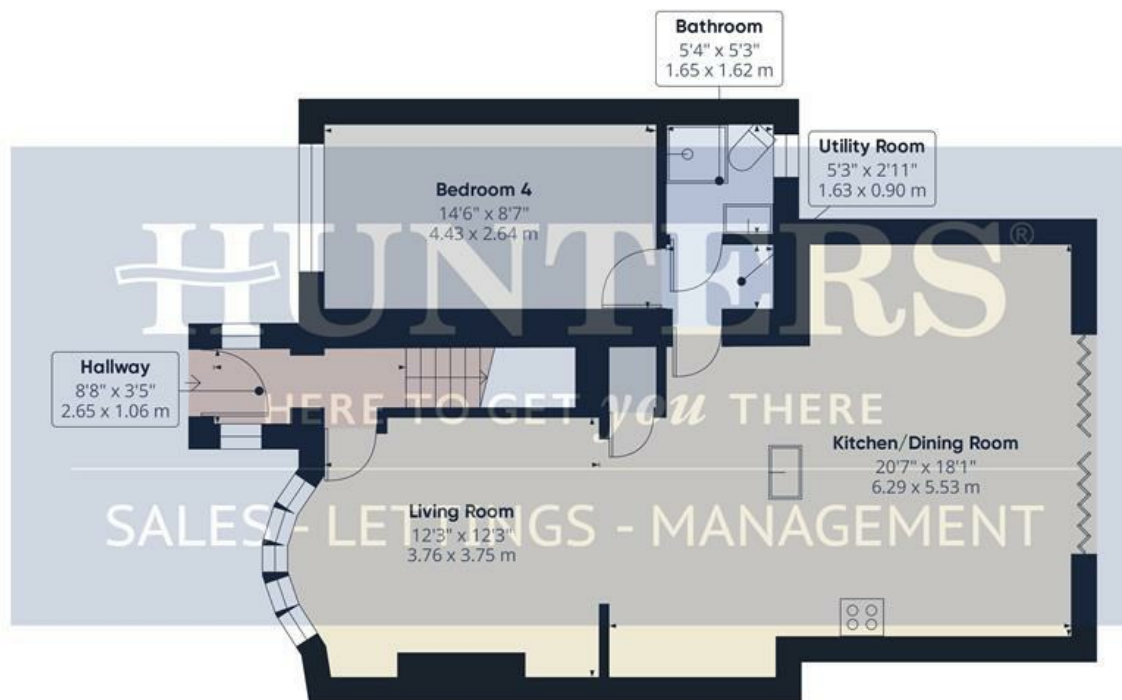 Bathroom
5'4" x 5'3"
1.65 x 1.62 m
Utility Room
5'3" x 2'11"
1.63 x 0.90 m
Bedroom 4
14'6" x 8'7"
4.43 x 2.64 m
HUNTERS®
Hallway
8'8" x 3'5"
2.65 x 1.06 m
HERE TO GET you THERE
Kitchen/Dining Room
20'7" x 18'1"
6.29 x 5.53 m
Living Room
12'3" x 12'3"
3.76 x 3.75 m
SALES - LETTINGS - MANAGEMENT